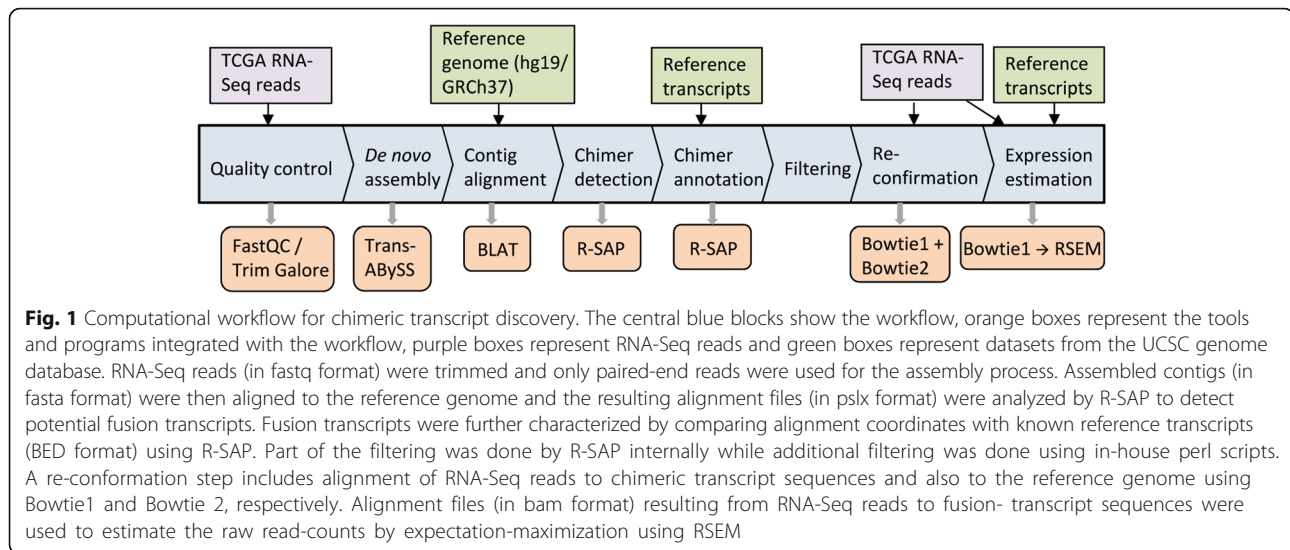 TCGA RNA-
Seq reads
Reference
genome (hg19/
GRCh37)
Reference
transcripts
TCGA RNA-
Seq reads
Reference
transcripts
Quality control
De novo
assembly
Contig
alignment
Chimer
detection
Chimer
annotation
Filtering
Re-
confirmation
Expression
estimation
FastQC /
Trim Galore
Trans-
ABySS
BLAT
R-SAP
R-SAP
Bowtie1 +
Bowtie2
Bowtie1 → RSEM
Fig. 1 Computational workflow for chimeric transcript discovery. The central blue blocks show the workflow, orange boxes represent the tools
and programs integrated with the workflow, purple boxes represent RNA-Seq reads and green boxes represent datasets from the UCSC genome
database. RNA-Seq reads (in fastq format) were trimmed and only paired-end reads were used for the assembly process. Assembled contigs (in
fasta format) were then aligned to the reference genome and the resulting alignment files (in pslx format) were analyzed by R-SAP to detect
potential fusion transcripts. Fusion transcripts were further characterized by comparing alignment coordinates with known reference transcripts
(BED format) using R-SAP. Part of the filtering was done by R-SAP internally while additional filtering was done using in-house perl scripts.
A re-conformation step includes alignment of RNA-Seq reads to chimeric transcript sequences and also to the reference genome using
Bowtie1 and Bowtie 2, respectively. Alignment files (in bam format) resulting from RNA-Seq reads to fusion- transcript sequences were
used to estimate the raw read-counts by expectation-maximization using RSEM